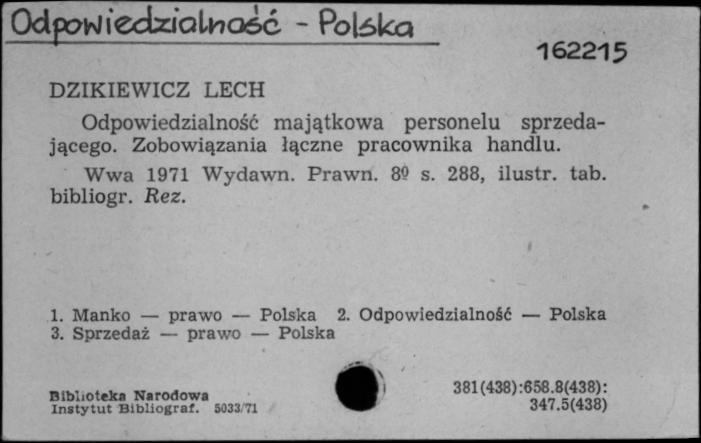 Odpowiedzialność - Polska
162215
DZIKIEWICZ LECH
Odpowiedzialność majątkowa personelu sprzeda-
jącego. Zobowiązania łączne pracownika handlu.
Wwa 1971 Wydawn. Prawn. 8º s. 288, ilustr. tab.
bibliogr. Rez.
1. Manko — prawo — Polska 2. Odpowiedzialność — Polska
3. Sprzedaż — prawo — Polska
Biblioteka Narodowa
Instytut Bibliograf. 5033/71
381(438):658.8(438):
347.5(438)